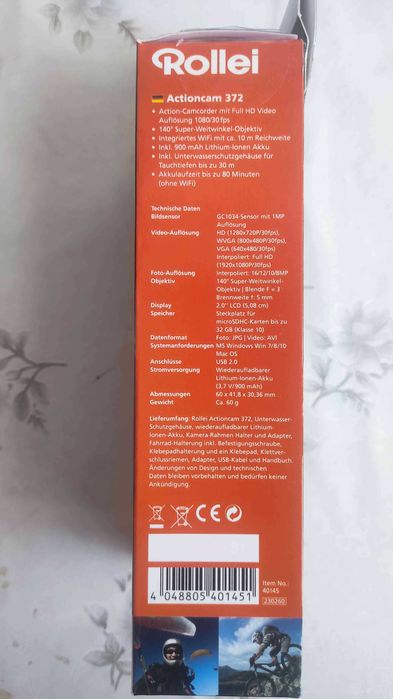 Rollei
Actioncam 372
• Action-Camcorder mit Full HD Video
Auflösung 1080/30fps
• 140° Super-Weitwinkel-Objektiv
• Integriertes WiFi mit ca. 10 m Reichweite
• Inkl. 900 mAh Lithium-Ionen Akku
• Inkl. Unterwasserschutzgehäuse für
Tauchtiefen bis zu 30 m
• Akkulaufzeit bis zu 80 Minuten
(ohne WiFi)
Technische Daten
Bildsensor GC1034-Sensor mit 1MP
Auflösung
Video-Auflösung HD (1280x720P/30fps),
WVGA (800x480P/30fps),
VGA (640x480/30fps)
Interpoliert: Full HD
(1920x1080P/30fps)
Foto-Auflösung Interpoliert: 16/12/10/8MP
Objektiv 140° Super-Weitwinkel-
Objektiv | Blende F = 3
Brennweite f. 5 mm
Display 2.0" LCD (5,08 cm)
Speicher Steckplatz für
microSDHC-Karten bis zu
32 GB (Klasse 10)
Datenformat Foto: JPG | Video: AVI
Systemanforderungen MS Windows Win 7/8/10
Mac OS
Anschlüsse USB 2.0
Stromversorgung Wiederaufladbarer
Lithium-Ionen-Akku
(3,7 V/900 mAh)
Abmessungen 60 x 41,8 x 30,36 mm
Gewicht Ca. 60 g
Lieferumfang: Rollei Actioncam 372, Unterwasser-
Schutzgehäuse, wiederaufladbarer Lithium-
Ionen-Akku, Kamera-Rahmen Halter und Adapter,
Fahrrad-Halterung inkl. Befestigungsschraube,
Klebepadhalterung und ein Klebepad, Klettver-
schlussriemen, Adapter, USB-Kabel und Handbuch.
Änderungen von Design und technischen
Daten bleiben vorbehalten und bedürfen keiner
Ankündigung.
CE
Item No.:
40145
230260
4 048805 401451